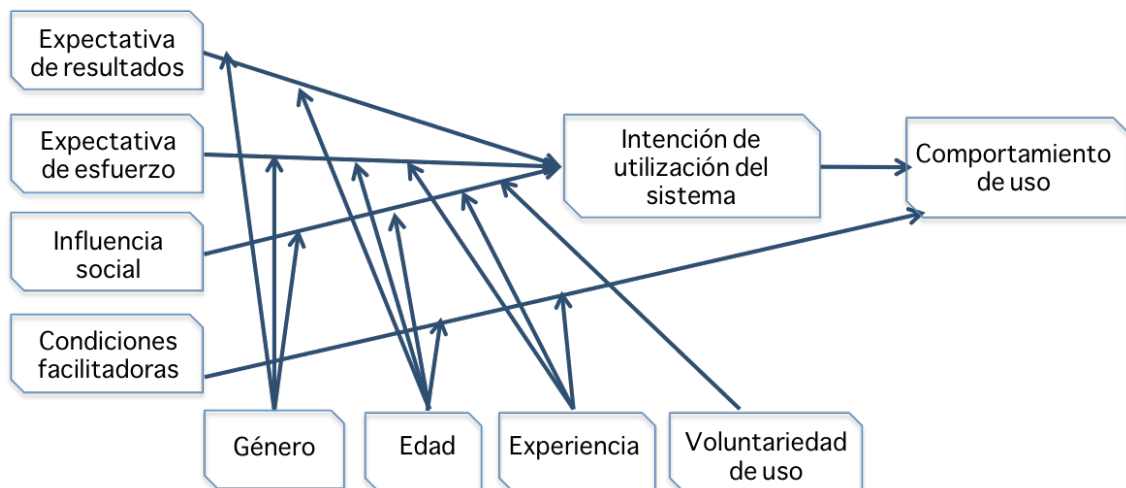 Expectativa
de resultados
Expectativa
de esfuerzo
Influencia
social
Condiciones
facilitadoras
Intención de
utilización del
sistema
Comportamiento
de uso
Género
Edad
Experiencia
Voluntariedad
de uso